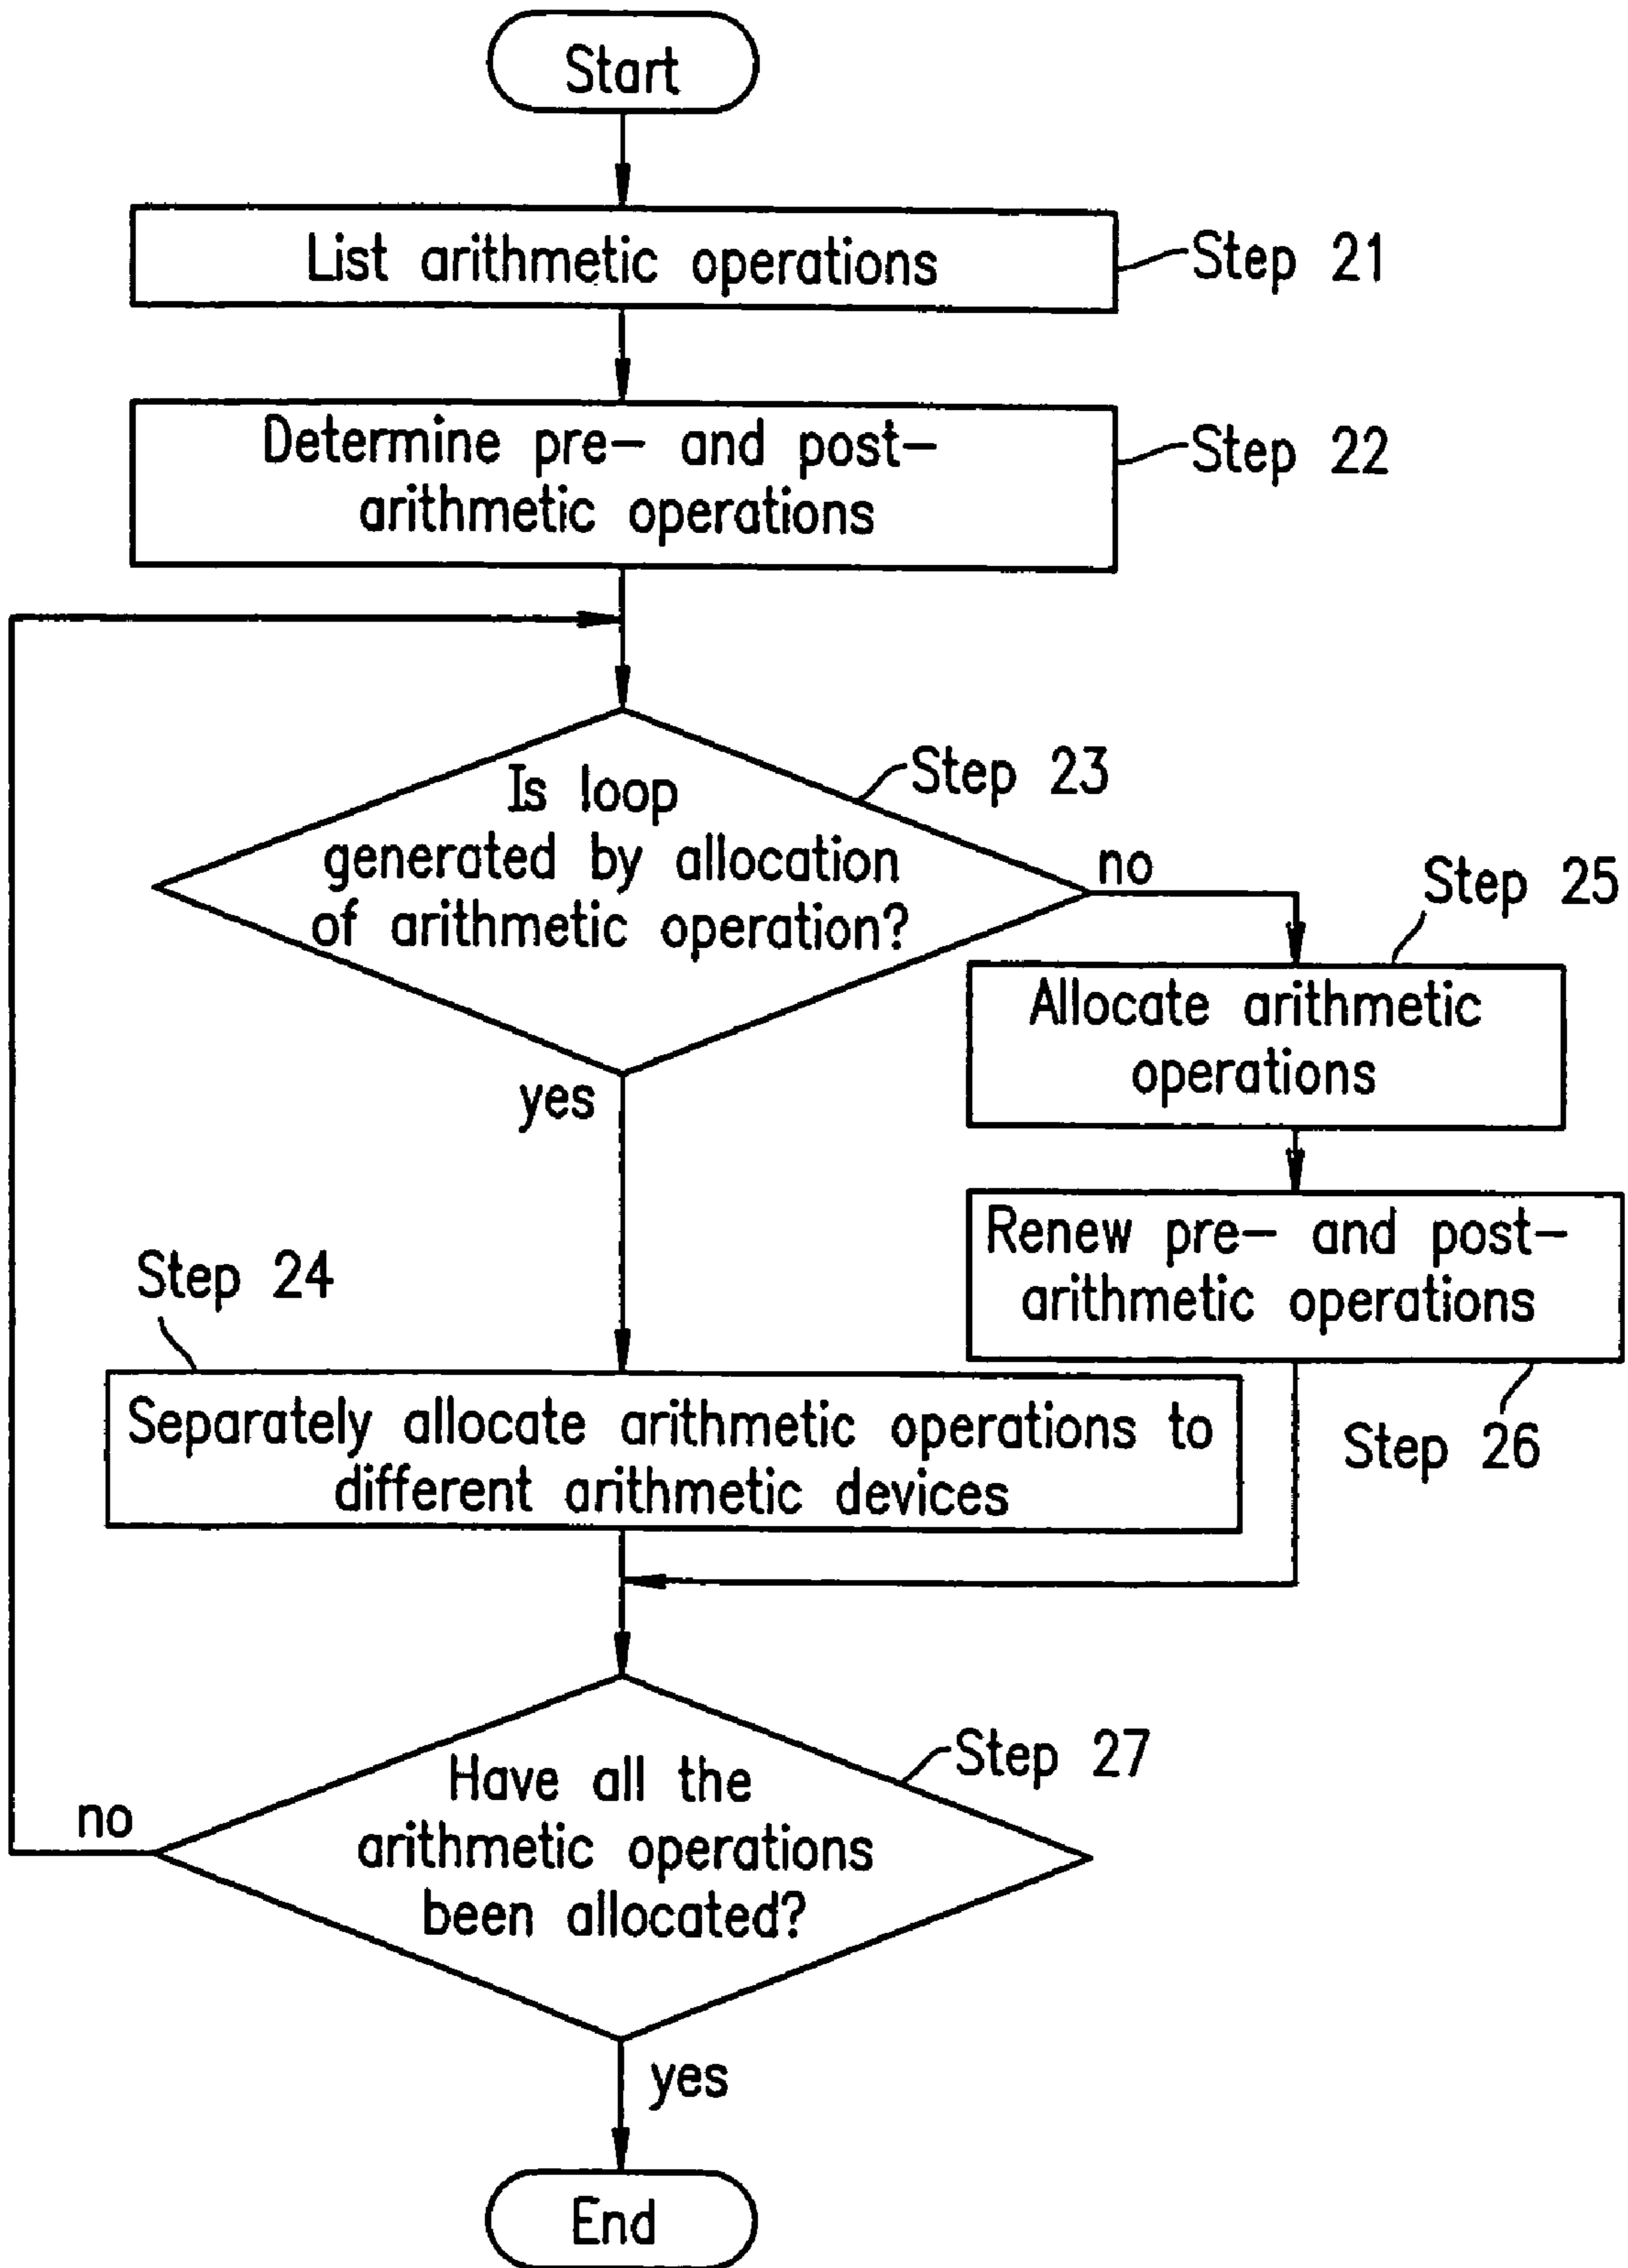 Start
List arithmetic operations
Step 21
Determine pre- and post-
arithmetic operations
Step 22
Is loop
generated by allocation
of arithmetic operation?
Step 23
no
Step 25
Allocate arithmetic
operations
yes
Renew pre- and post-
arithmetic operations
Step 26
Step 24
Separately allocate arithmetic operations to
different arithmetic devices
Have all the
arithmetic operations
been allocated?
Step 27
no
yes
End